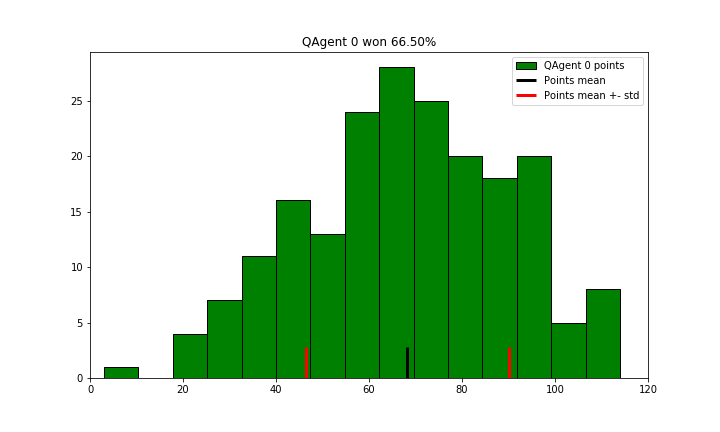 QAgent 0 won 66.50%
QAgent 0 points
Points mean
Points mean +- std
25
20
15
10
5
0
0 20 40 60 80 100 120